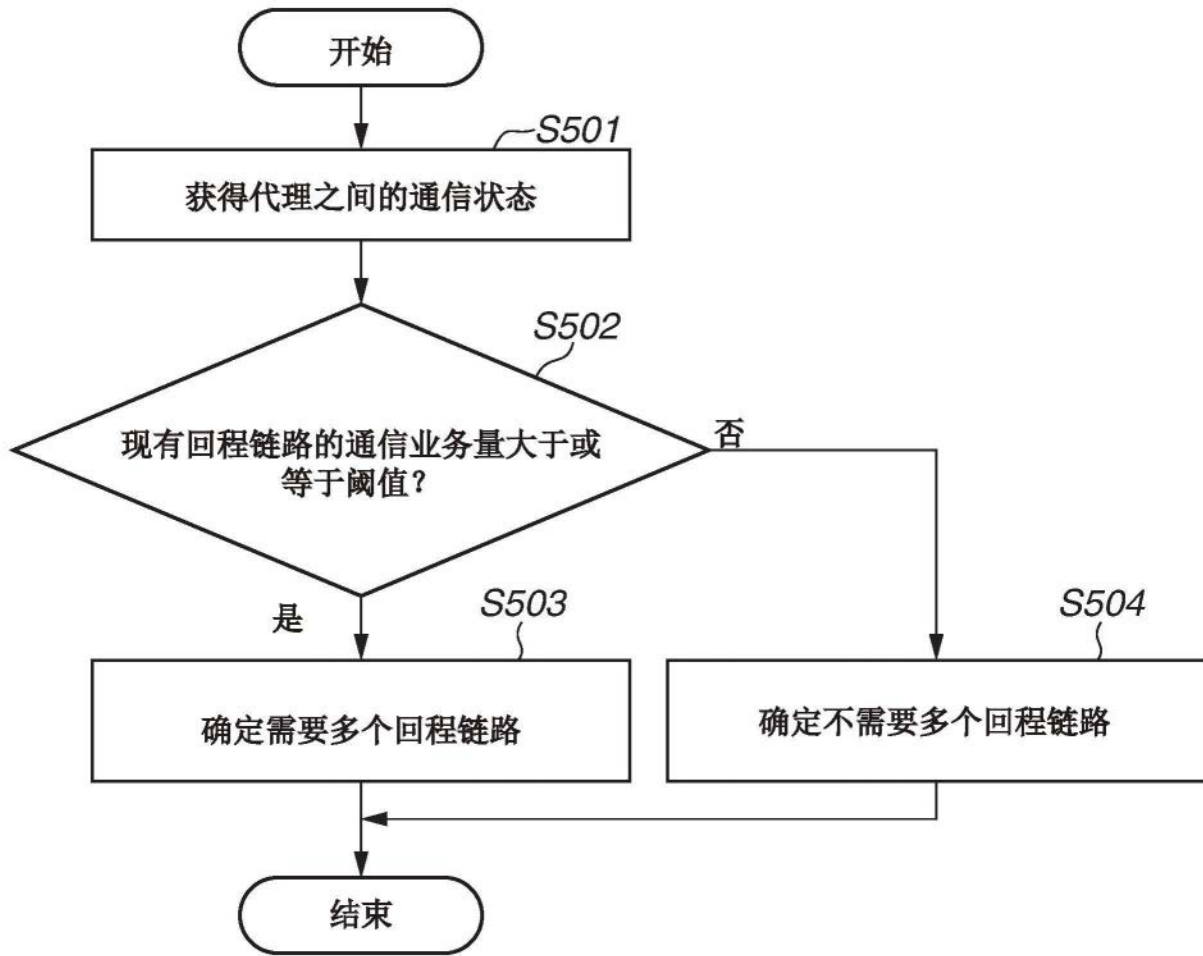 开始
S501
获得代理之间的通信状态
S502
现有回程链路的通信业务量大于或
等于阈值?
否
是
S503
S504
确定需要多个回程链路
确定不需要多个回程链路
结束